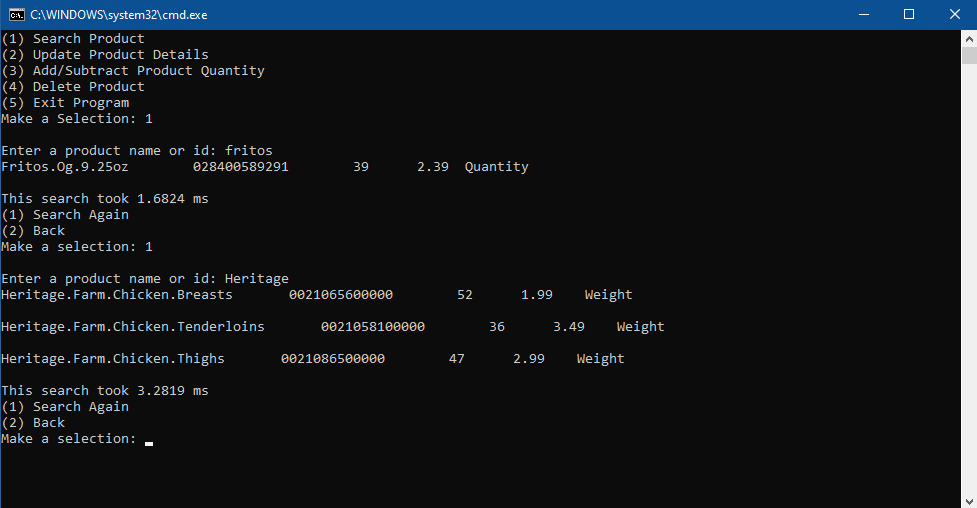 C:\WINDOWS\system32\cmd.exe
(1) Search Product
(2) Update Product Details
(3) Add/Subtract Product Quantity
(4) Delete Product
(5) Exit Program
Make a Selection: 1
Enter a product name or id: fritos
Fritos.Og.9.25oz        028400589291        39      2.39  Quantity
This search took 1.6824 ms
(1) Search Again
(2) Back
Make a selection: 1
Enter a product name or id: Heritage
Heritage.Farm.Chicken.Breasts       0021065600000        52      1.99    Weight
Heritage.Farm.Chicken.Tenderloins       0021058100000        36      3.49    Weight
Heritage.Farm.Chicken.Thighs       0021086500000        47      2.99    Weight
This search took 3.2819 ms
(1) Search Again
(2) Back
Make a selection: